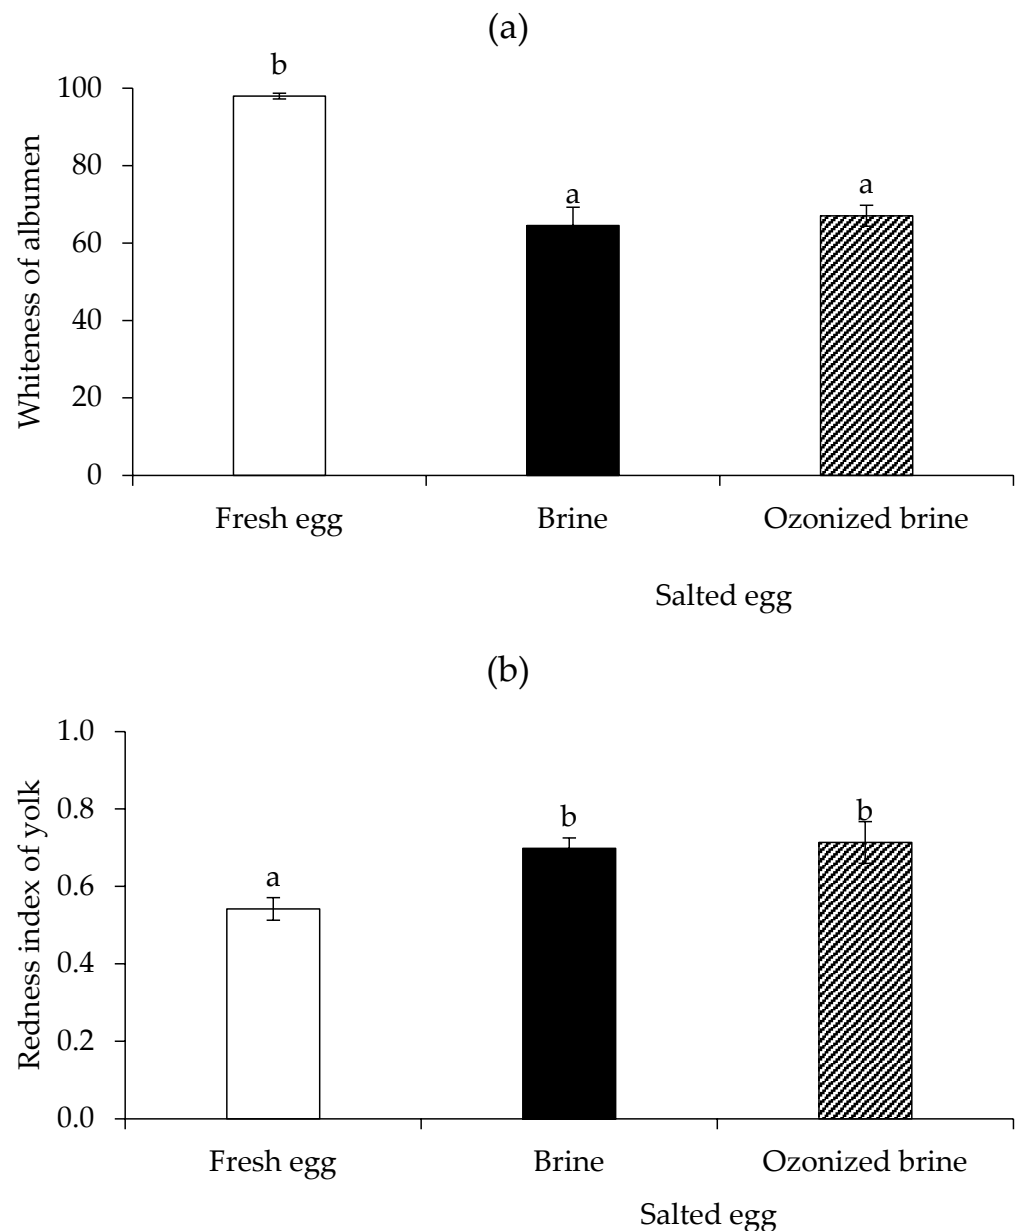 (a)
b
a
a
Whiteness of albumen
100
80
60
40
20
0
Fresh egg Brine Ozonized brine
Salted egg
(b)
a
b
b
Redness index of yolk
1.0
0.8
0.6
0.4
0.2
0.0
Fresh egg Brine Ozonized brine
Salted egg